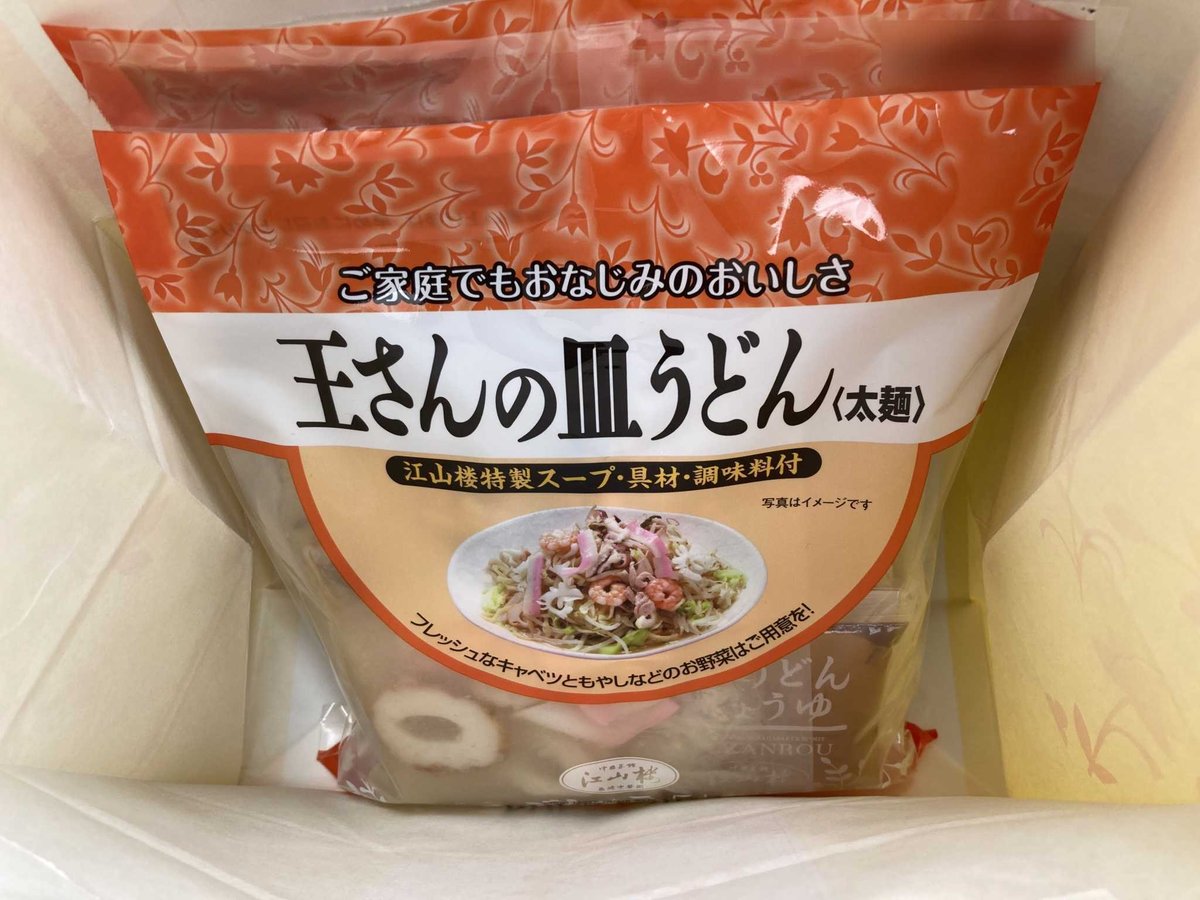 ご家庭でもおなじみのおいしさ
王さんの皿うどん〈太麺〉
江山楼特製スープ・具材・調味料付
写真はイメージです
フレッシュなキャベツともやしなどのお野菜はご用意を!
うどん
うゆ
江山楼